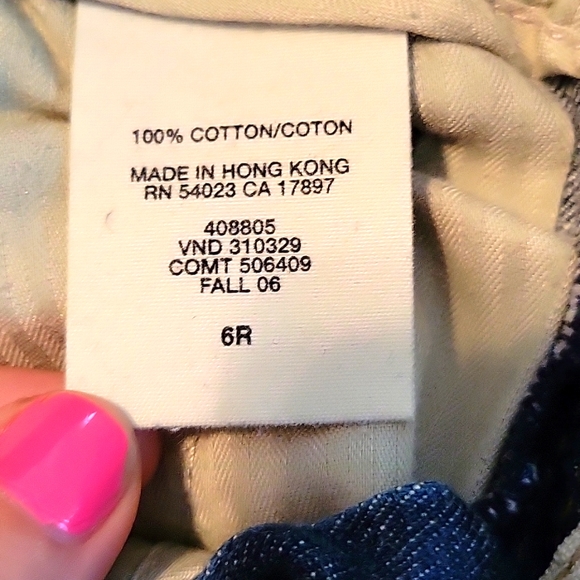 100% COTTON/COTON
MADE IN HONG KONG
RN 54023 CA 17897
408805
VND 310329
COMT 506409
FALL 06
6R